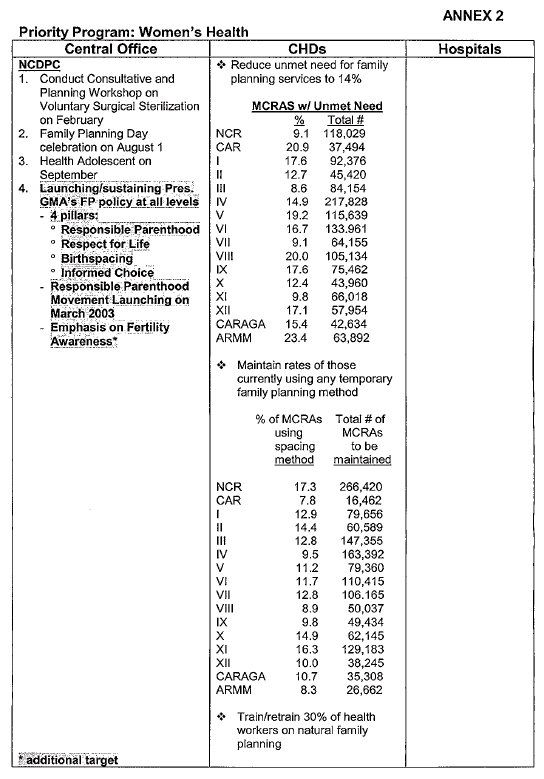 ANNEX 2
Priority Program: Women's Health
Central Office
CHDs
Hospitals
NCDPC
1. Conduct Consultative and
Planning Workshop on
Voluntary Surgical Sterilization
on February
2. Family Planning Day
celebration on August 1
3. Health Adolescent on
September
4. Launching/sustaining Pres.
GMA's FP policy at all levels
- 4 pillars:
° Responsible Parenthood
° Respect for Life
° Birthspacing
° Informed Choice
- Responsible Parenthood
Movement Launching on
March 2003
- Emphasis on Fertility
Awareness*
* additional target
❖ Reduce unmet need for family
planning services to 14%
MCRAS w/ Unmet Need
% Total #
NCR 9.1 118,029
CAR 20.9 37,494
I 17.6 92,376
II 12.7 45,420
III 8.6 84,154
IV 14.9 217,828
V 19.2 115,639
VI 16.7 133.961
VII 9.1 64,155
VIII 20.0 105,134
IX 17.6 75,462
X 12.4 43,960
XI 9.8 66,018
XII 17.1 57,954
CARAGA 15.4 42,634
ARMM 23.4 63,892
❖ Maintain rates of those
currently using any temporary
family planning method
% of MCRAs Total # of
using MCRAs
spacing to be
method maintained
NCR 17.3 266,420
CAR 7.8 16,462
I 12.9 79,656
II 14.4 60,589
III 12.8 147,355
IV 9.5 163,392
V 11.2 79,360
VI 11.7 110,415
VII 12.8 106.165
VIII 8.9 50,037
IX 9.8 49,434
X 14.9 62,145
XI 16.3 129,183
XII 10.0 38,245
CARAGA 10.7 35,308
ARMM 8.3 26,662
❖ Train/retrain 30% of health
workers on natural family
planning